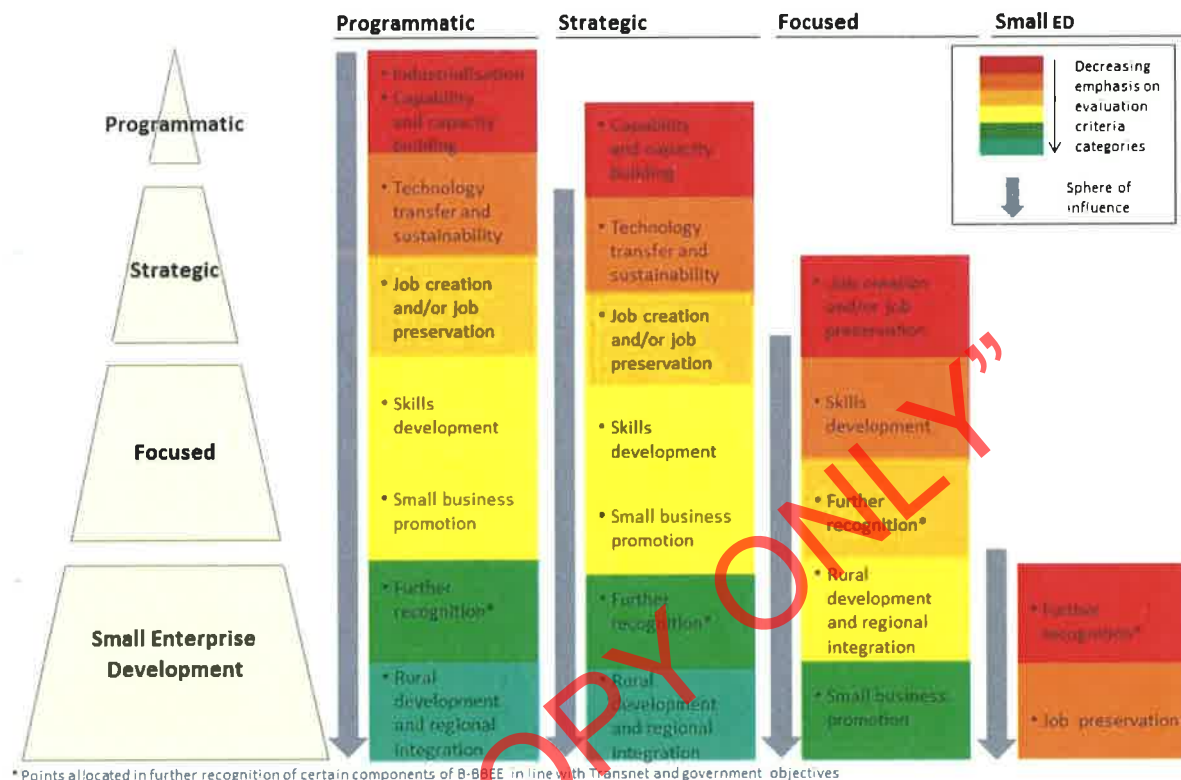 Programmatic
Strategic
Focused
Small ED
Programmatic
Strategic
Focused
Small Enterprise
Development
• Industrialisation
• Capability
and capacity
building
• Technology
transfer and
sustainability
• Job creation
and/or job
preservation
• Skills
development
• Small business
promotion
• Further
recognition*
• Rural
development
and regional
integration
• Capability
and capacity
building
• Technology
transfer and
sustainability
• Job creation
and/or job
preservation
• Skills
development
• Small business
promotion
• Further
recognition*
• Rural
development
and regional
integration
• Job creation
and/or job
preservation
• Skills
development
• Further
recognition*
• Rural
development
and regional
integration
• Small business
promotion
• Further
recognition*
• Job preservation
Decreasing
emphasis on
evaluation
criteria
categories
Sphere of
influence
OPY ONLY”
* Points allocated in further recognition of certain components of B-BBEE in line with Transnet and government objectives